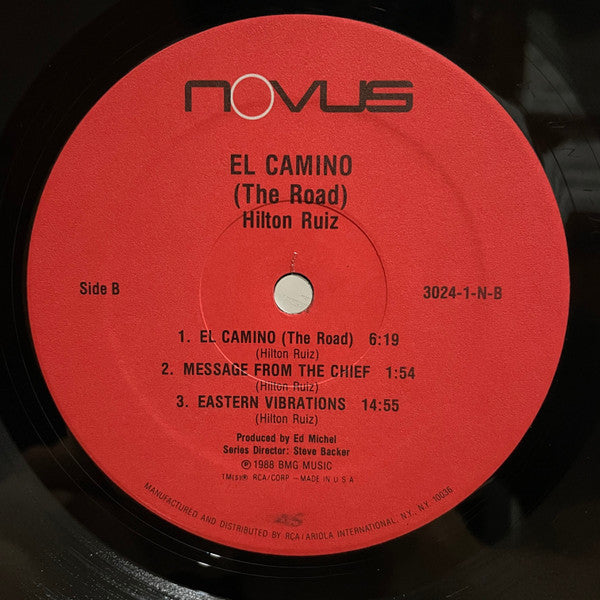 NOVUS
EL CAMINO
(The Road)
Hilton Ruiz
Side B
3024-1-N-B
1. EL CAMINO (The Road) 6:19
(Hilton Ruiz)
2. MESSAGE FROM THE CHIEF 1:54
(Hilton Ruiz)
3. EASTERN VIBRATIONS 14:55
(Hilton Ruiz)
Produced by Ed Michel
Series Director: Steve Backer
℗ 1988 BMG MUSIC
TM(s)® RCA/CORP - MADE IN U S A
MANUFACTURED AND DISTRIBUTED BY RCA/ARIOLA INTERNATIONAL, N.Y., N.Y. 10036